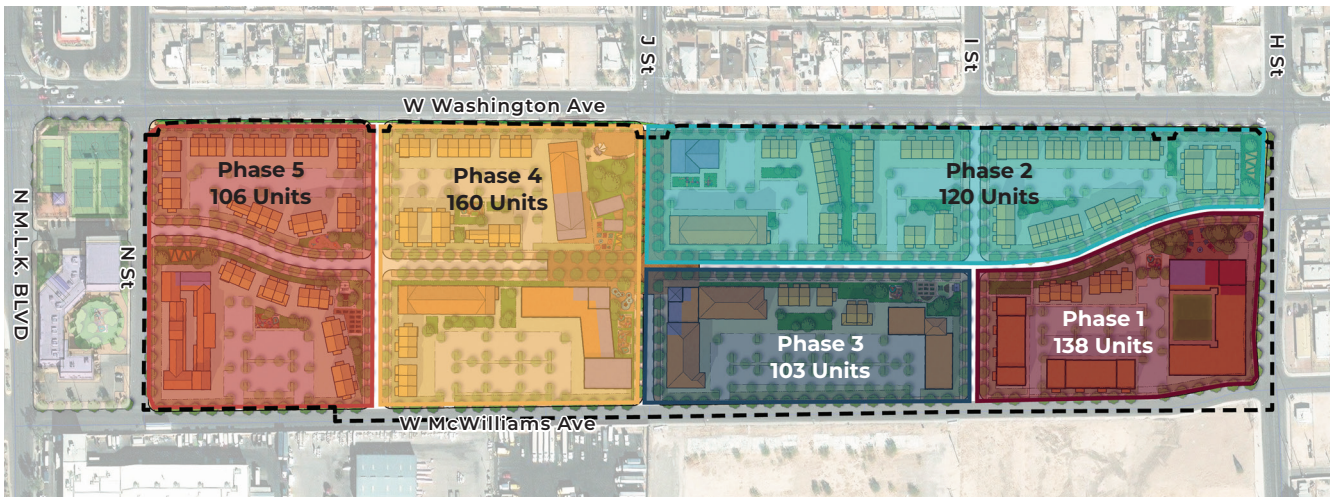 J St
I St
H St
W Washington Ave
Phase 5
106 Units
Phase 4
160 Units
Phase 2
120 Units
N M.L.K. BLVD
N St
Phase 1
138 Units
Phase 3
103 Units
W McWilliams Ave